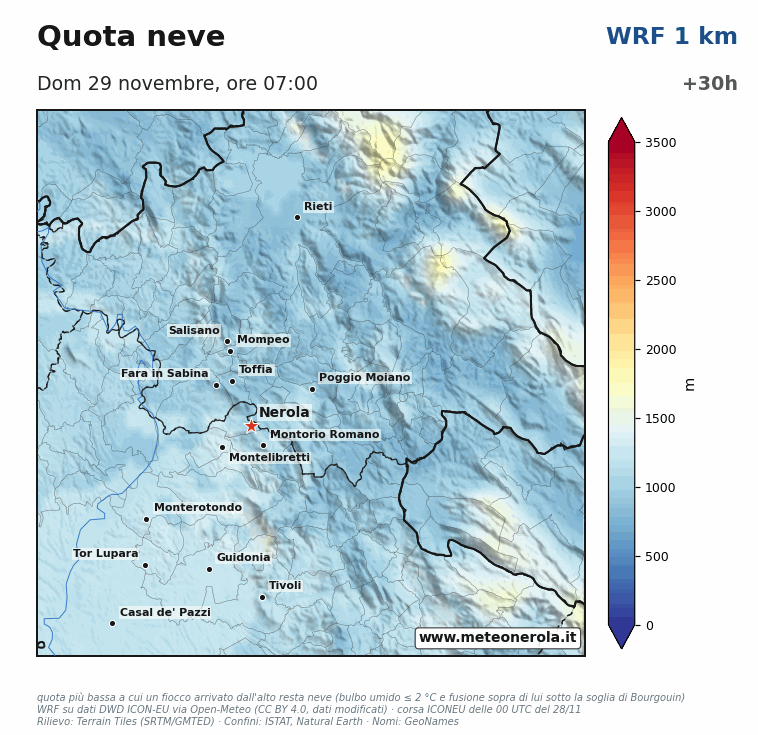 Quota neve
WRF 1 km
Dom 29 novembre, ore 07:00
+30h
Rieti
Salisano
Mompeo
Fara in Sabina
Toffia
Poggio Moiano
Nerola
Montorio Romano
Montelibretti
Monterotondo
Tor Lupara
Guidonia
Tivoli
Casal de' Pazzi
www.meteonerola.it
3500
3000
2500
2000
1500
1000
500
0
m
quota più bassa a cui un fiocco arrivato dall'alto resta neve (bulbo umido ≤ 2 °C e fusione sopra di lui sotto la soglia di Bourgouin)
WRF su dati DWD ICON-EU via Open-Meteo (CC BY 4.0, dati modificati) · corsa ICONEU delle 00 UTC del 28/11
Rilievo: Terrain Tiles (SRTM/GMTED) · Confini: ISTAT, Natural Earth · Nomi: GeoNames